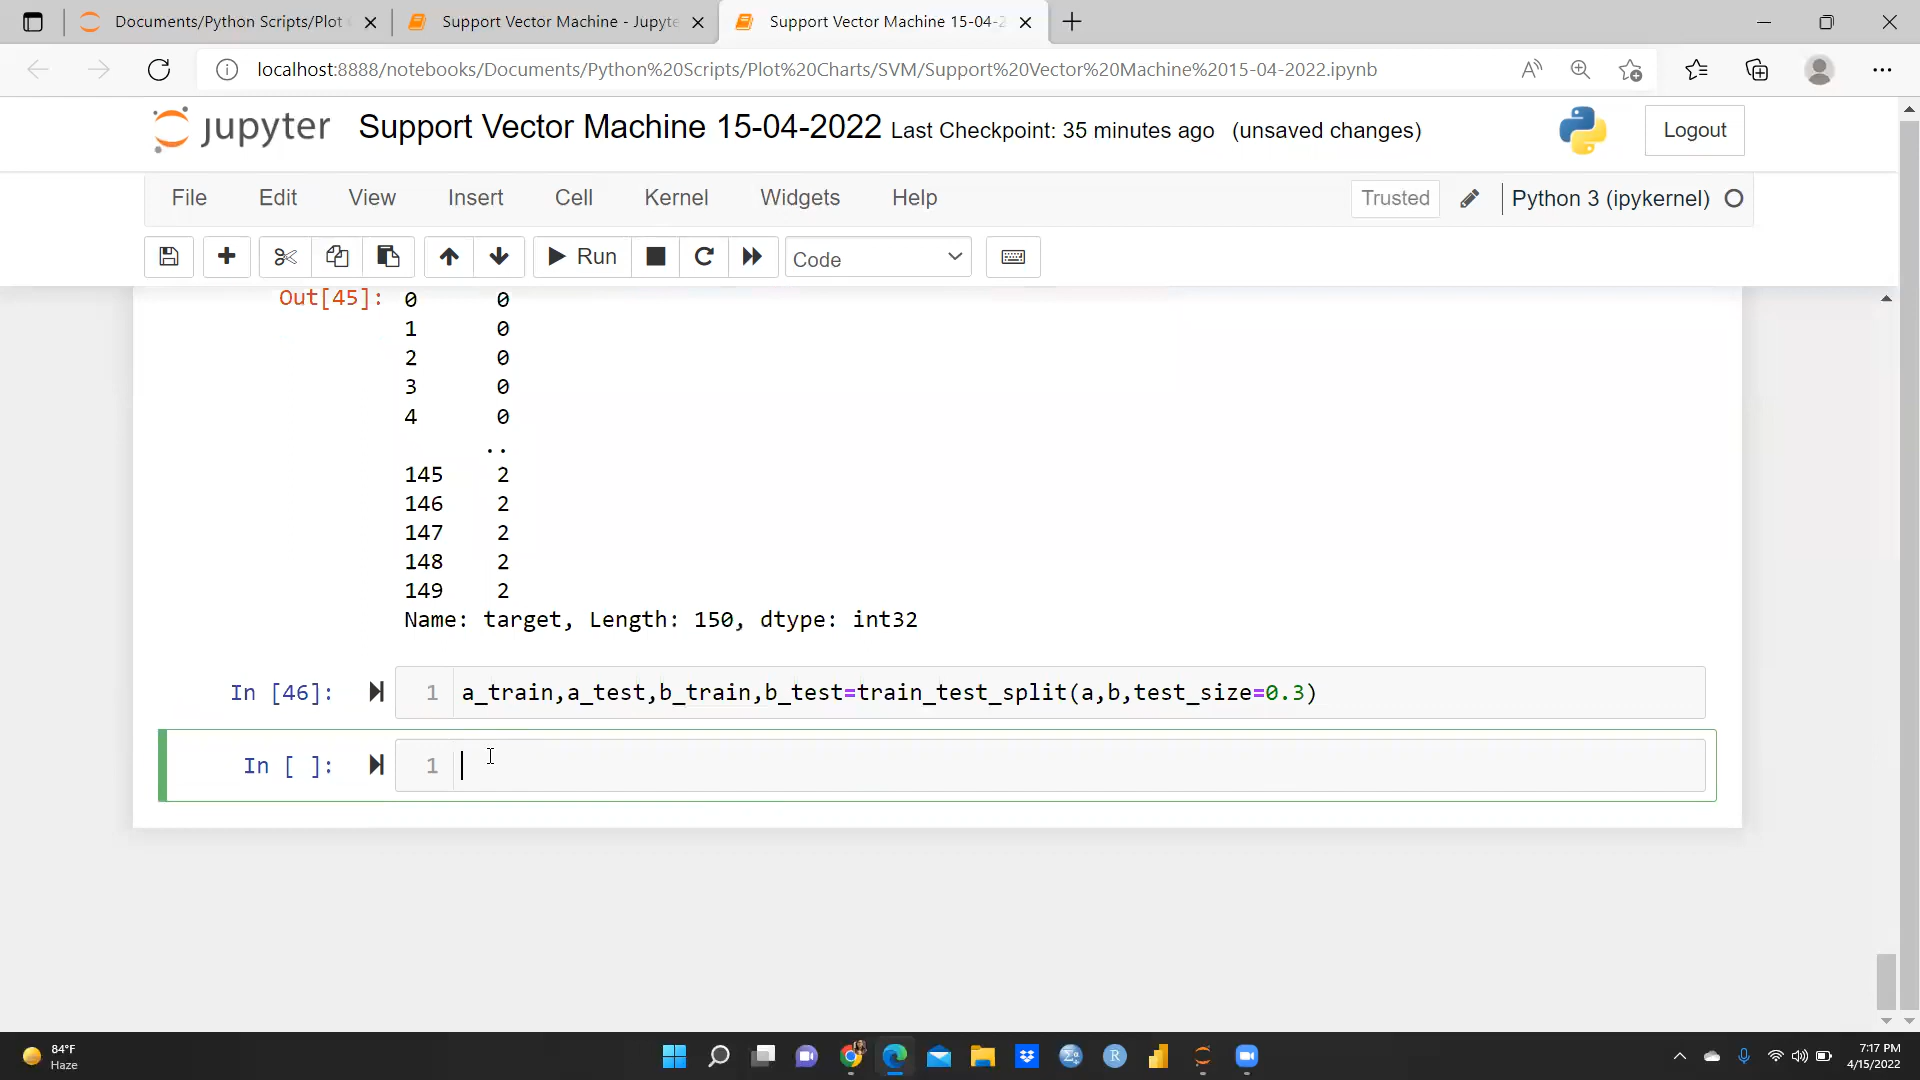 Documents/Python Scripts/Plot
Support Vector Machine - Jupyte
Support Vector Machine 15-04-2
localhost:8888/notebooks/Documents/Python%20Scripts/Plot%20Charts/SVM/Support%20Vector%20Machine%2015-04-2022.ipynb
jupyter Support Vector Machine 15-04-2022 Last Checkpoint: 35 minutes ago (unsaved changes)
Logout
File Edit View Insert Cell Kernel Widgets Help
Trusted
Python 3 (ipykernel)
Run
Code
Out[45]: 0 0
1 0
2 0
3 0
4 0
..
145 2
146 2
147 2
148 2
149 2
Name: target, Length: 150, dtype: int32
In [46]: 1 a_train,a_test,b_train,b_test=train_test_split(a,b,test_size=0.3)
In [ ]: 1
84°F
Haze
7:17 PM
4/15/2022